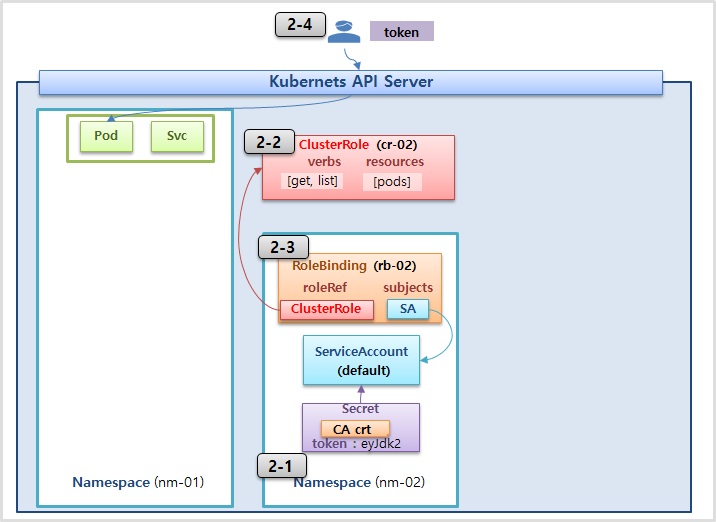 2-4
token
Kubernets API Server
Pod
Svc
2-2
ClusterRole (cr-02)
verbs resources
[get, list] [pods]
2-3
RoleBinding (rb-02)
roleRef subjects
ClusterRole SA
ServiceAccount
(default)
Secret
CA crt
token : eyJdk2
2-1
Namespace (nm-01)
Namespace (nm-02)